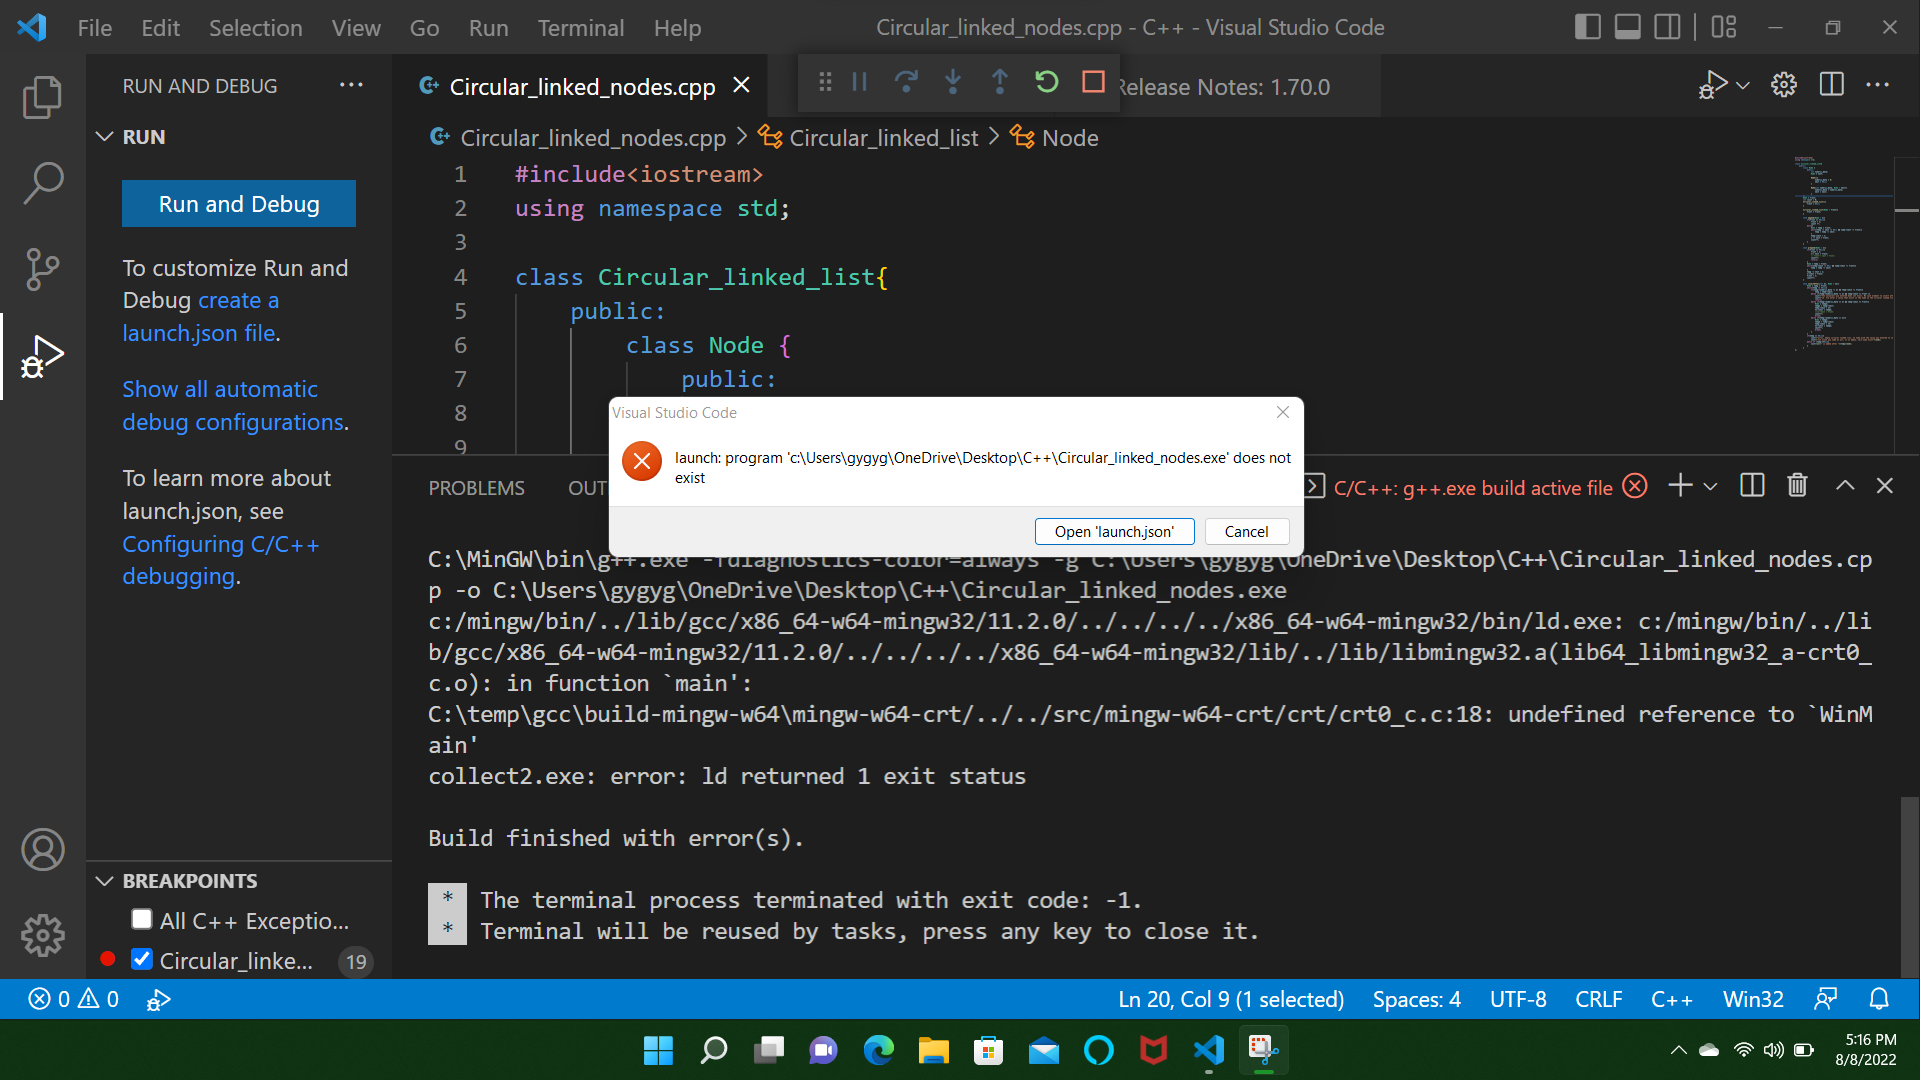 File Edit Selection View Go Run Terminal Help
Circular_linked_nodes.cpp - C++ - Visual Studio Code
RUN AND DEBUG ···
RUN
Run and Debug
To customize Run and
Debug create a
launch.json file.
Show all automatic
debug configurations.
To learn more about
launch.json, see
Configuring C/C++
debugging.
BREAKPOINTS
All C++ Exceptio...
Circular_linke... 19
Circular_linked_nodes.cpp
Release Notes: 1.70.0
Circular_linked_nodes.cpp > Circular_linked_list > Node
1 #include<iostream>
2 using namespace std;
3
4 class Circular_linked_list{
5 public:
6 class Node {
7 public:
8
9
Visual Studio Code
launch: program 'c:\Users\gygyg\OneDrive\Desktop\C++\Circular_linked_nodes.exe' does not
exist
Open 'launch.json' Cancel
PROBLEMS OUT
C/C++: g++.exe build active file
C:\MinGW\bin\g++.exe -fdiagnostics-color=always -g C:\Users\gygyg\OneDrive\Desktop\C++\Circular_linked_nodes.cp
p -o C:\Users\gygyg\OneDrive\Desktop\C++\Circular_linked_nodes.exe
c:/mingw/bin/../lib/gcc/x86_64-w64-mingw32/11.2.0/../../../../x86_64-w64-mingw32/bin/ld.exe: c:/mingw/bin/../li
b/gcc/x86_64-w64-mingw32/11.2.0/../../../../x86_64-w64-mingw32/lib/../lib/libmingw32.a(lib64_libmingw32_a-crt0_
c.o): in function `main':
C:\temp\gcc\build-mingw-w64\mingw-w64-crt/../../src/mingw-w64-crt/crt/crt0_c.c:18: undefined reference to `WinM
ain'
collect2.exe: error: ld returned 1 exit status
Build finished with error(s).
* The terminal process terminated with exit code: -1.
* Terminal will be reused by tasks, press any key to close it.
0 0
Ln 20, Col 9 (1 selected) Spaces: 4 UTF-8 CRLF C++ Win32
5:16 PM
8/8/2022